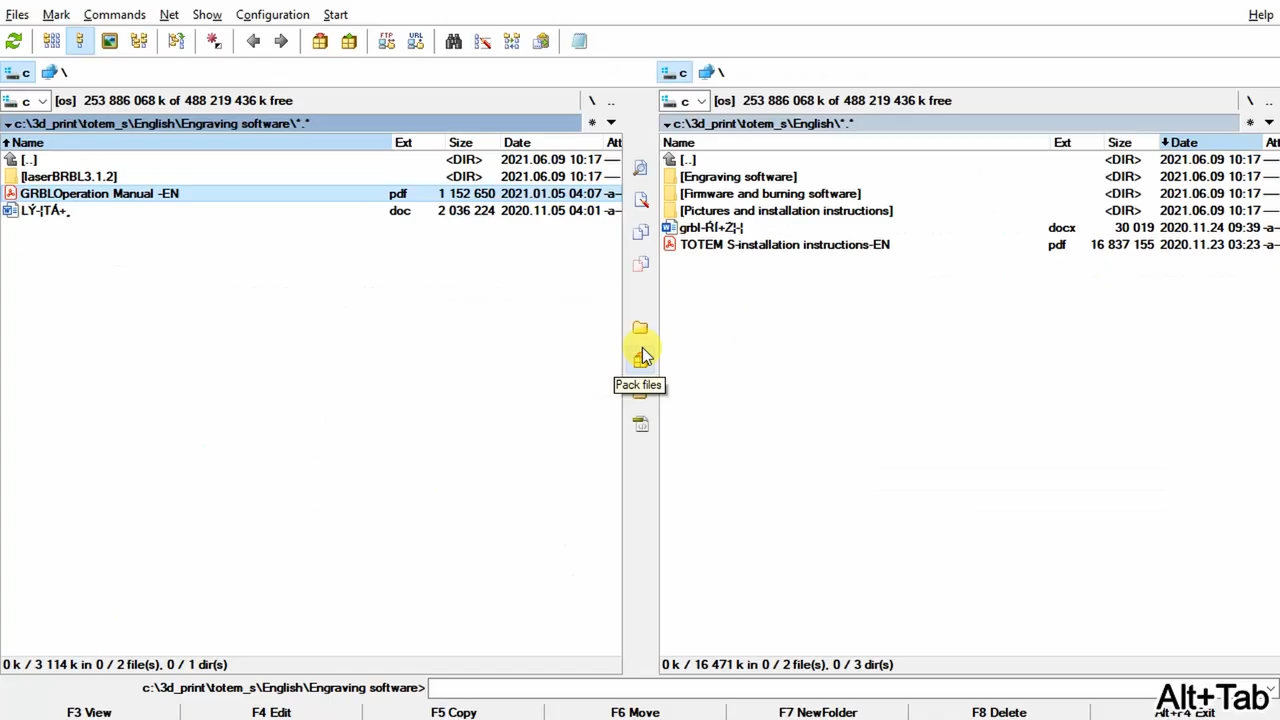 Files Mark Commands Net Show Configuration Start Help
FTP URL
c \ c \
c [os] 253 886 068 k of 488 219 436 k free \ .. c [os] 253 886 068 k of 488 219 436 k free \ ..
c:\3d_print\totem_s\English\Engraving software\*.* * c:\3d_print\totem_s\English\*.* *
Name Ext Size Date Att Name Ext Size Date Att
[..] <DIR> 2021.06.09 10:17 [..] <DIR> 2021.06.09 10:17
[laserBRBL3.1.2] <DIR> 2021.06.09 10:17 [Engraving software] <DIR> 2021.06.09 10:17
GRBLOperation Manual -EN pdf 1 152 650 2021.01.05 04:07 -a- [Firmware and burning software] <DIR> 2021.06.09 10:17
LÝ-¦TÁ+ doc 2 036 224 2020.11.05 04:01 -a- [Pictures and installation instructions] <DIR> 2021.06.09 10:17
docx 30 019 2020.11.24 09:39 -a-
TOTEM S-installation instructions-EN pdf 16 837 155 2020.11.23 03:23 -a-
Pack files
0 k / 3 114 k in 0 / 2 file(s), 0 / 1 dir(s) 0 k / 16 471 k in 0 / 2 file(s), 0 / 3 dir(s)
c:\3d_print\totem_s\English\Engraving software>
Alt+Tab
F3 View F4 Edit F5 Copy F6 Move F7 NewFolder F8 Delete Alt+F4 Exit